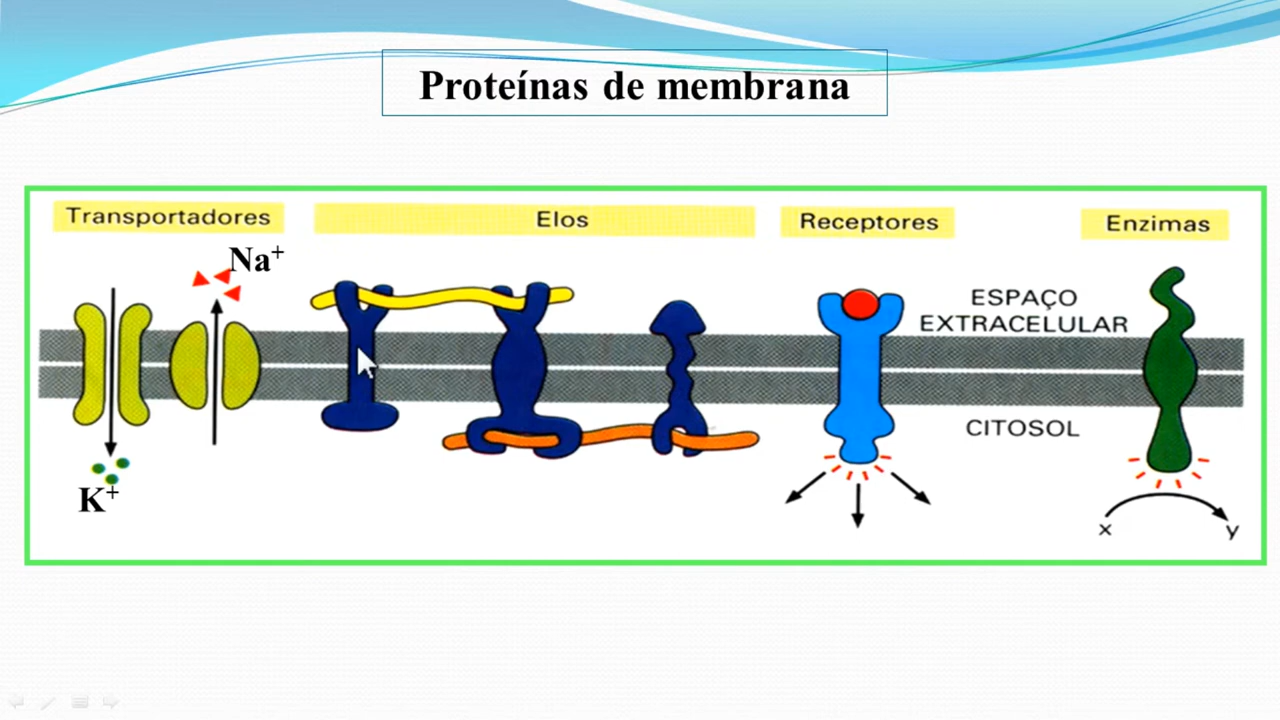 Proteínas de membrana
Transportadores
Elos
Receptores
Enzimas
Na⁺
ESPAÇO
EXTRACELULAR
CITOSOL
K⁺
x
y